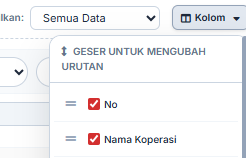 lkan: Semua Data Kolom
GESER UNTUK MENGUBAH
URUTAN
No
Nama Koperasi